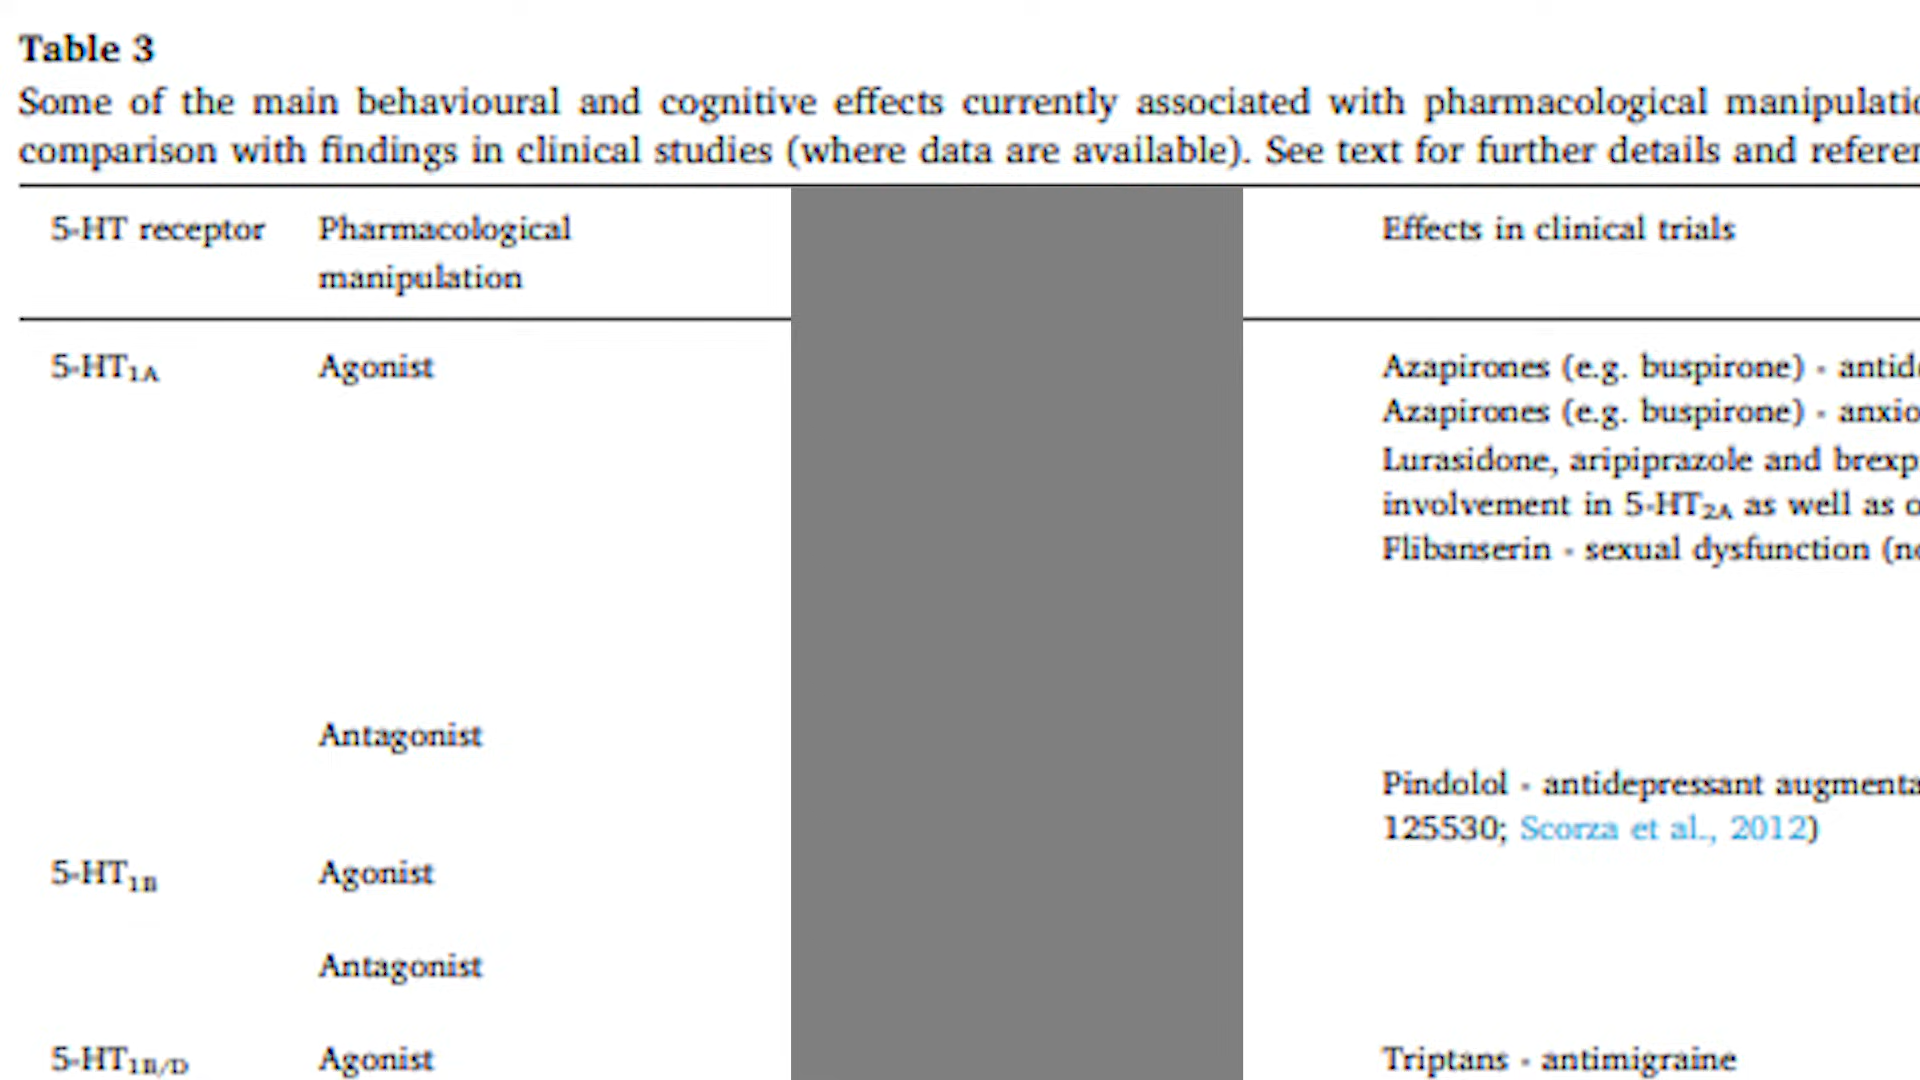 Table 3
Some of the main behavioural and cognitive effects currently associated with pharmacological
comparison with findings in clinical studies (where data are available). See text for further details and
5-HT receptor Pharmacological manipulation Effects in clinical trials
5-HT1A Agonist Azapirones (e.g. buspirone) -
Azapirones (e.g. buspirone) -
Lurasidone, aripiprazole and
involvement in 5-HT2A as well as
Flibanserin - sexual dysfunction
Antagonist
Pindolol - antidepressant
125530; Scorza et al., 2012)
5-HT1B Agonist
Antagonist
5-HT1B/D Agonist Triptans - antimigraine